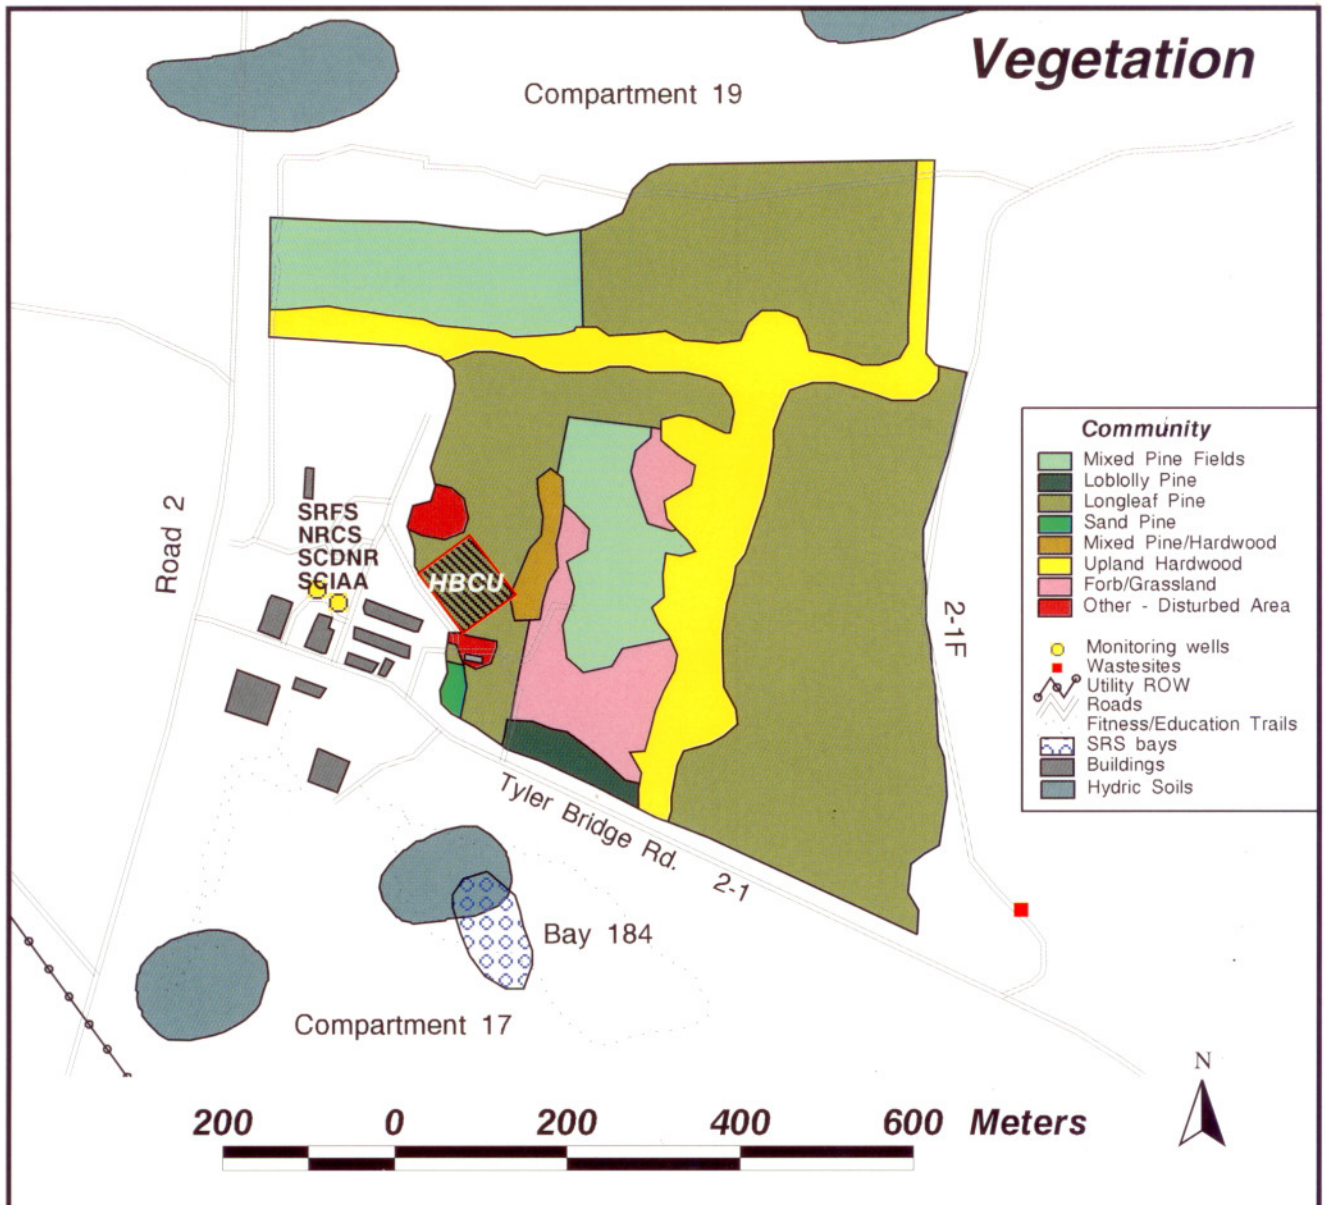 Vegetation
Compartment 19
Road 2
SRFS
NRCS
SCDNR
SCIAA
HBCU
2-1F
Community
Mixed Pine Fields
Loblolly Pine
Longleaf Pine
Sand Pine
Mixed Pine/Hardwood
Upland Hardwood
Forb/Grassland
Other - Disturbed Area
Monitoring wells
Wastesites
Utility ROW
Roads
Fitness/Education Trails
SRS bays
Buildings
Hydric Soils
Tyler Bridge Rd. 2-1
Bay 184
Compartment 17
N
200 0 200 400 600 Meters